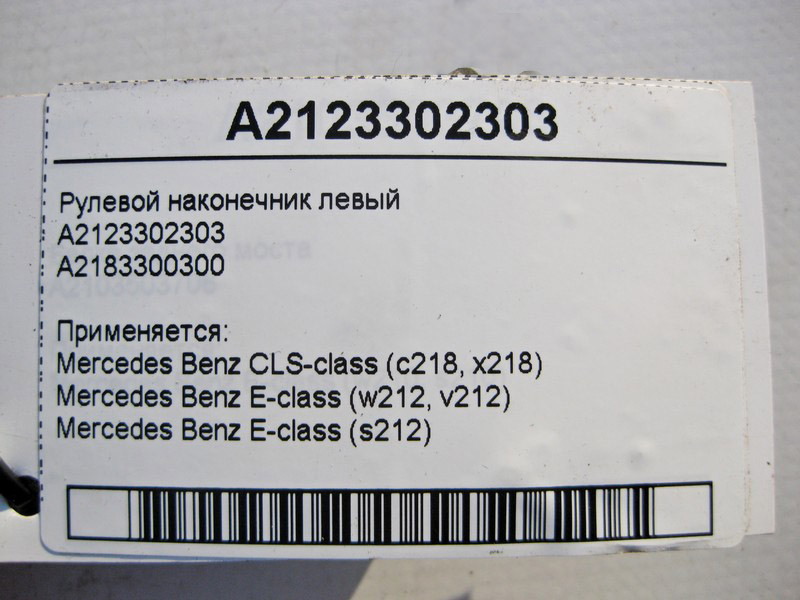 A2123302303
Рулевой наконечник левый
A2123302303
A2183300300
моста
Применяется:
Mercedes Benz CLS-class (c218, x218)
Mercedes Benz E-class (w212, v212)
Mercedes Benz E-class (s212)